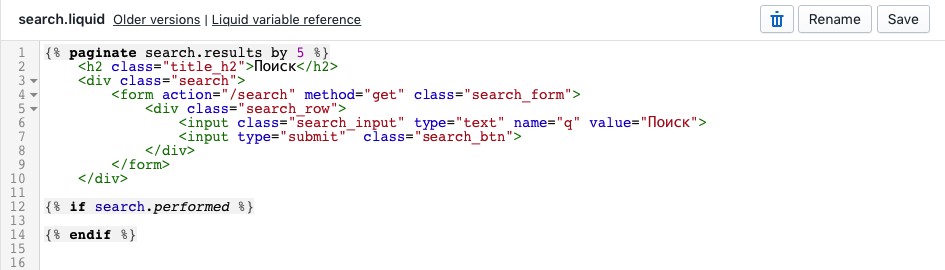 search.liquid Older versions | Liquid variable reference Rename Save
1 {% paginate search.results by 5 %}
2 <h2 class="title_h2">Поиск</h2>
3 <div class="search">
4 <form action="/search" method="get" class="search_form">
5 <div class="search_row">
6 <input class="search_input" type="text" name="q" value="Поиск">
7 <input type="submit"  class="search_btn">
8 </div>
9 </form>
10 </div>
11
12 {% if search.performed %}
13
14 {% endif %}
15
16